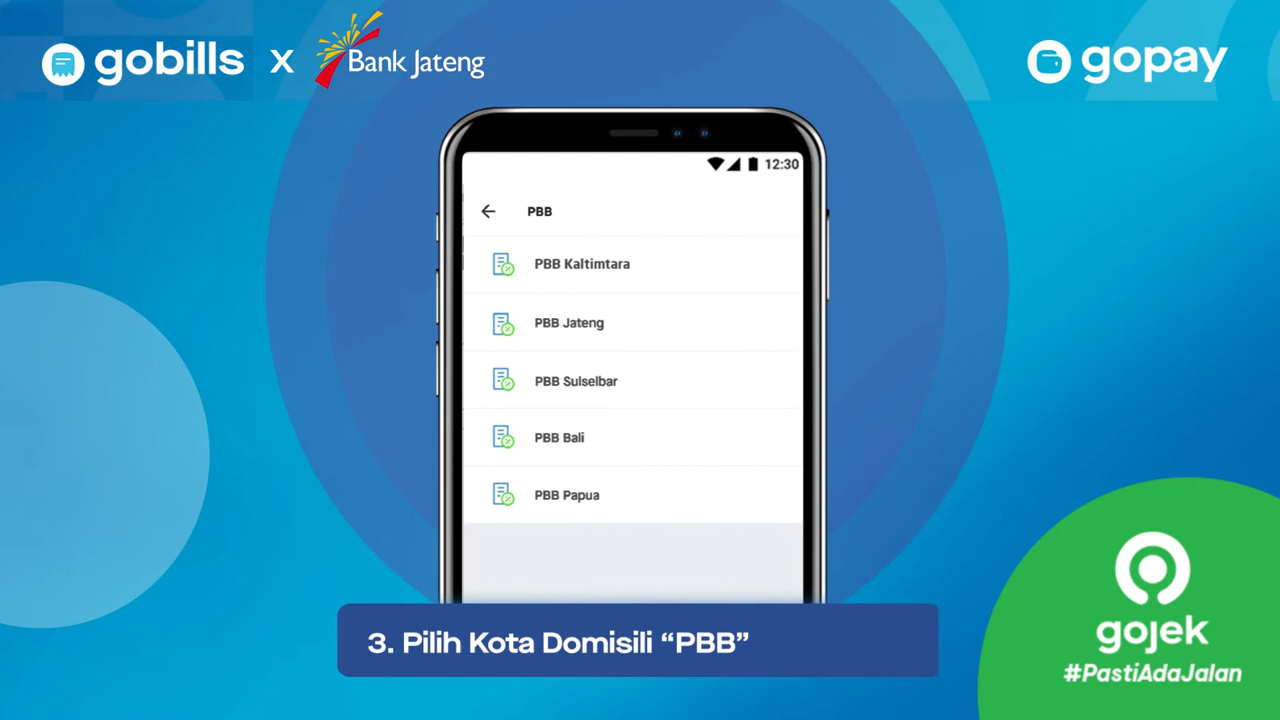 gobills x Bank Jateng
gopay
12:30
PBB
PBB Kaltimtara
PBB Jateng
PBB Sulselbar
PBB Bali
PBB Papua
3. Pilih Kota Domisili “PBB”
gojek
#PastiAdaJalan